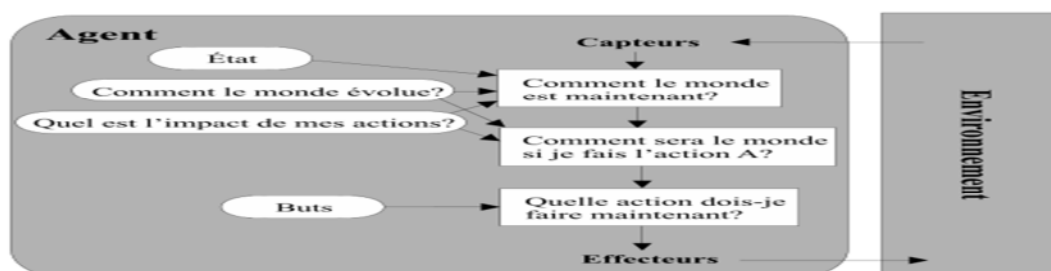 Agent
Capteurs
État
Comment le monde
est maintenant?
Comment le monde évolue?
Quel est l'impact de mes actions?
Comment sera le monde
si je fais l'action A?
Buts
Quelle action dois-je
faire maintenant?
Effecteurs
Environnement